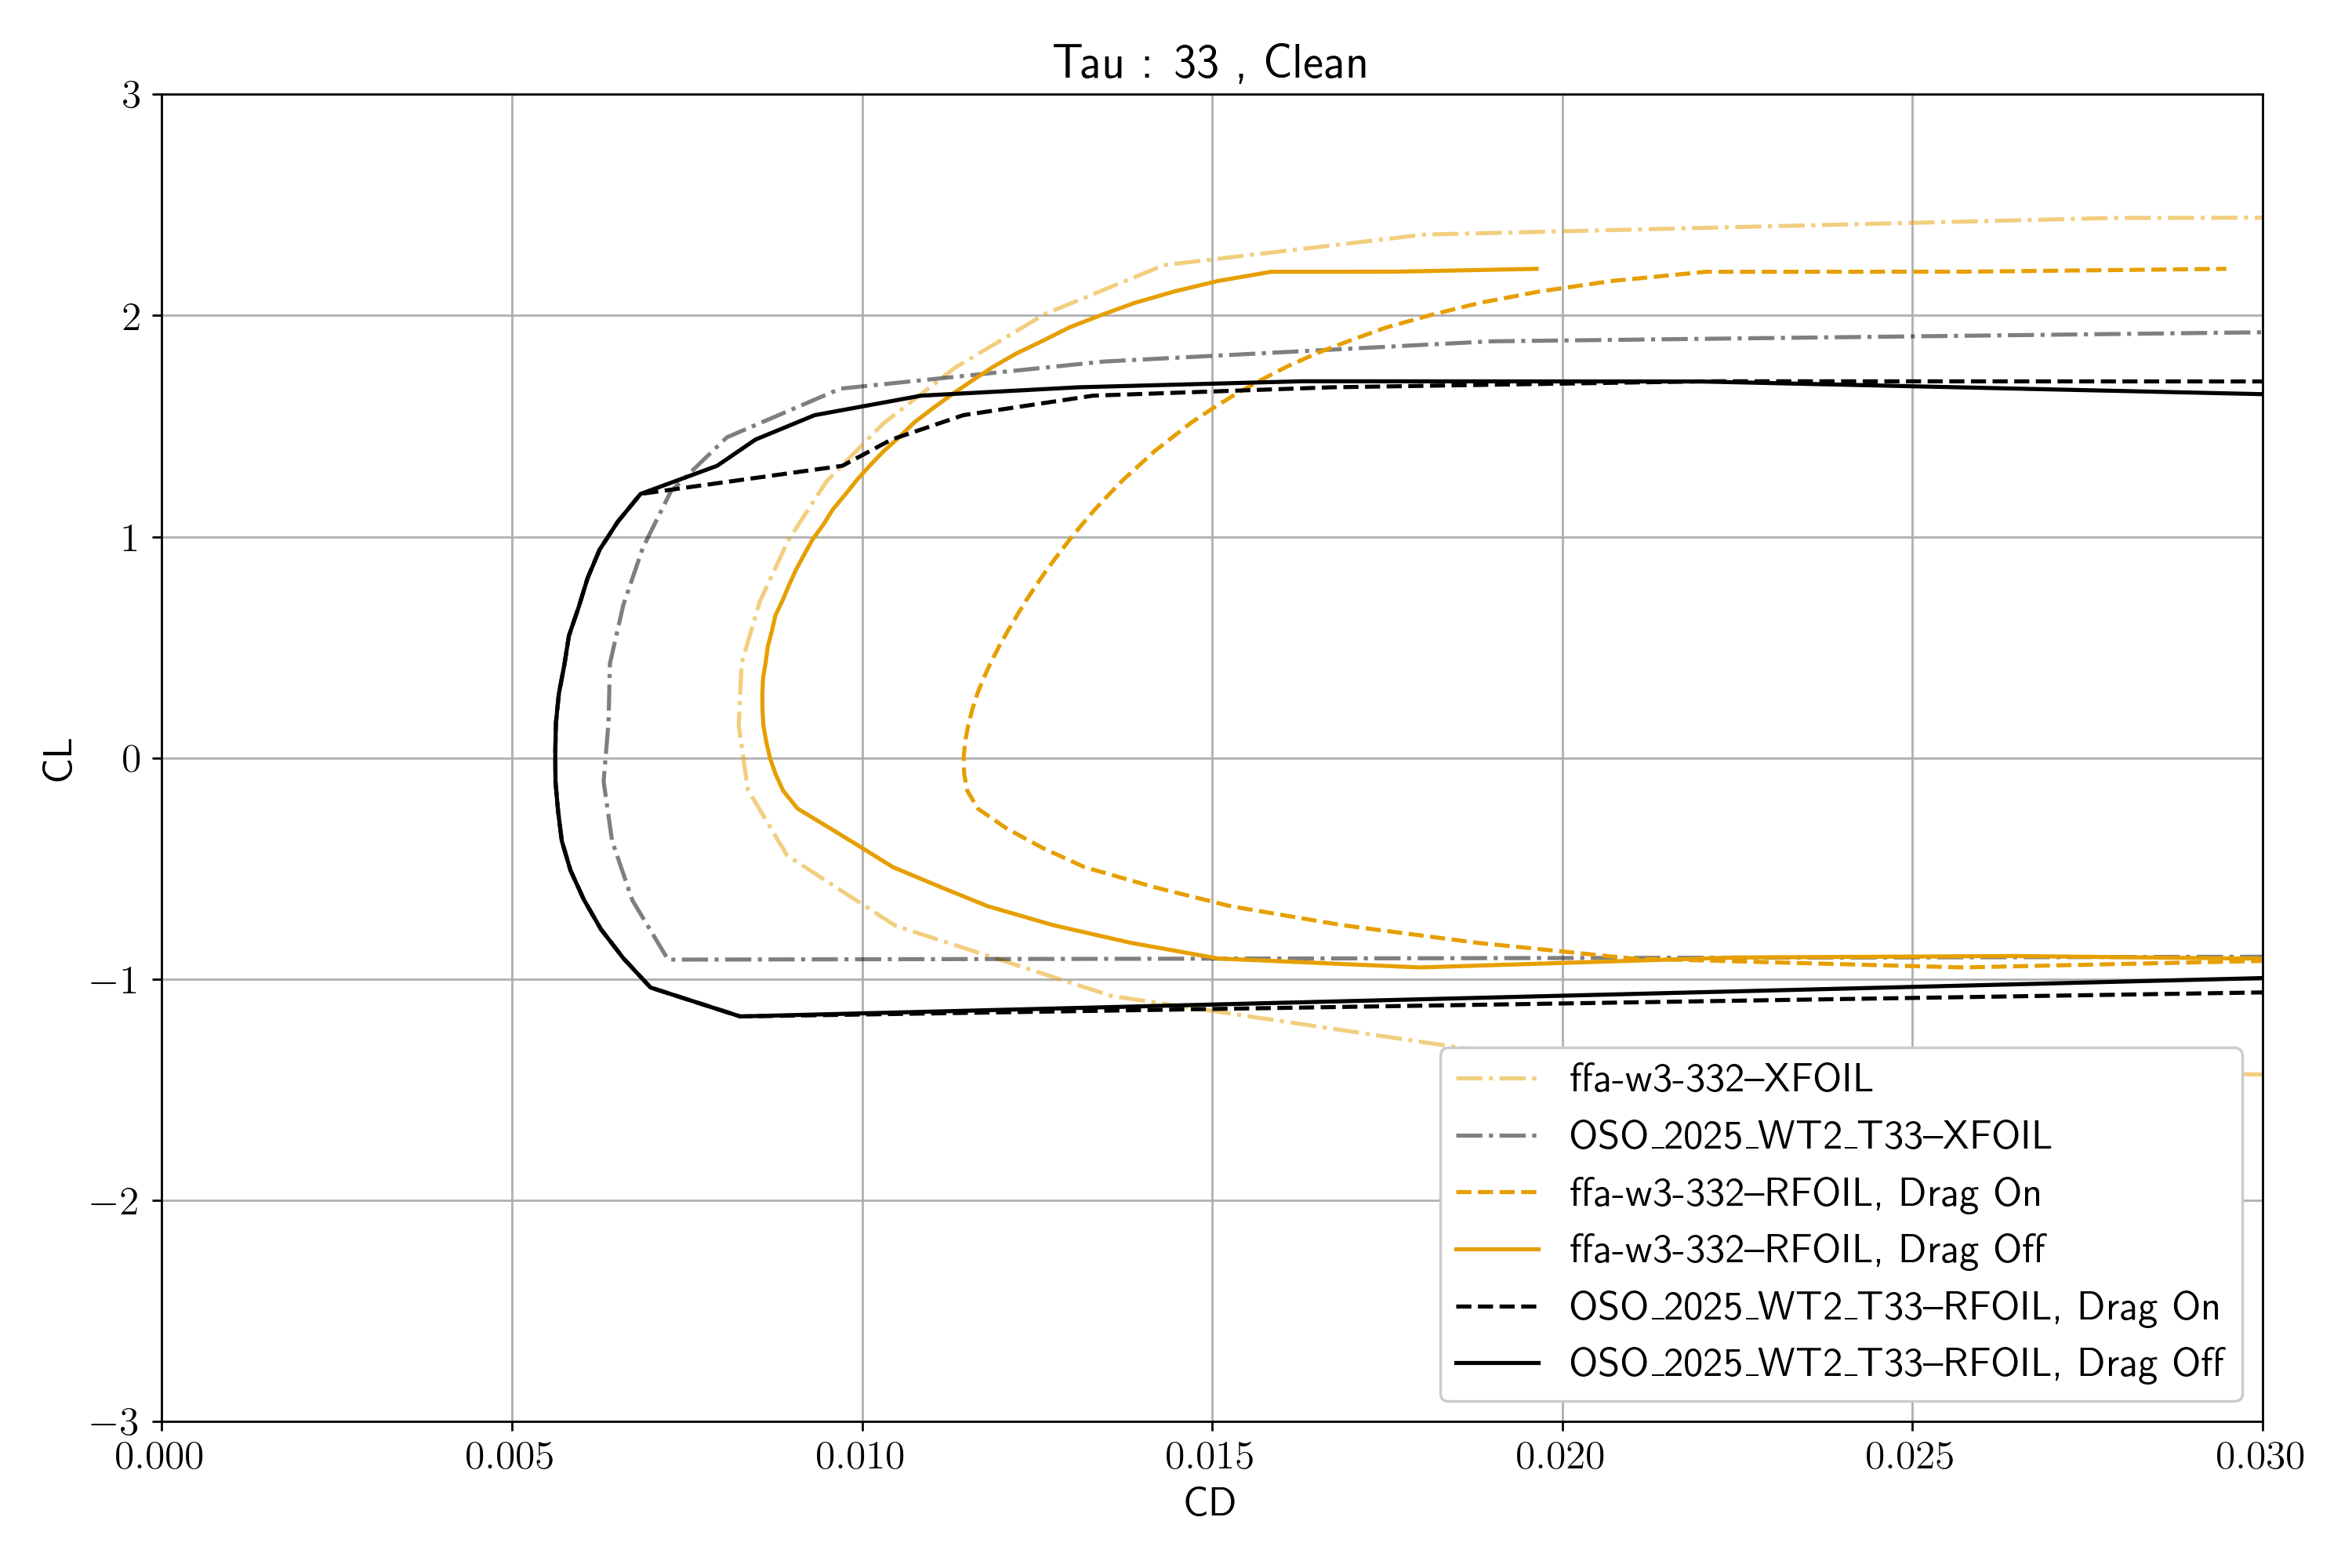 Tau : 33 , Clean
3
2
1
0
−1
−2
−3
CL
0.000 0.005 0.010 0.015 0.020 0.025 0.030
CD
ffa-w3-332–XFOIL
OSO_2025_WT2_T33–XFOIL
ffa-w3-332–RFOIL, Drag On
ffa-w3-332–RFOIL, Drag Off
OSO_2025_WT2_T33–RFOIL, Drag On
OSO_2025_WT2_T33–RFOIL, Drag Off